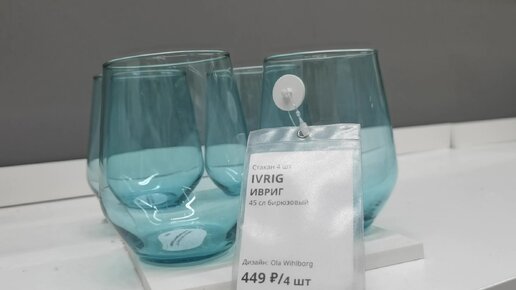 Стакан 4 шт
IVRIG
ИВРИГ
45 сл Бирюзовый
Дизайн: Ola Wihlborg
449 ₽/4 шт